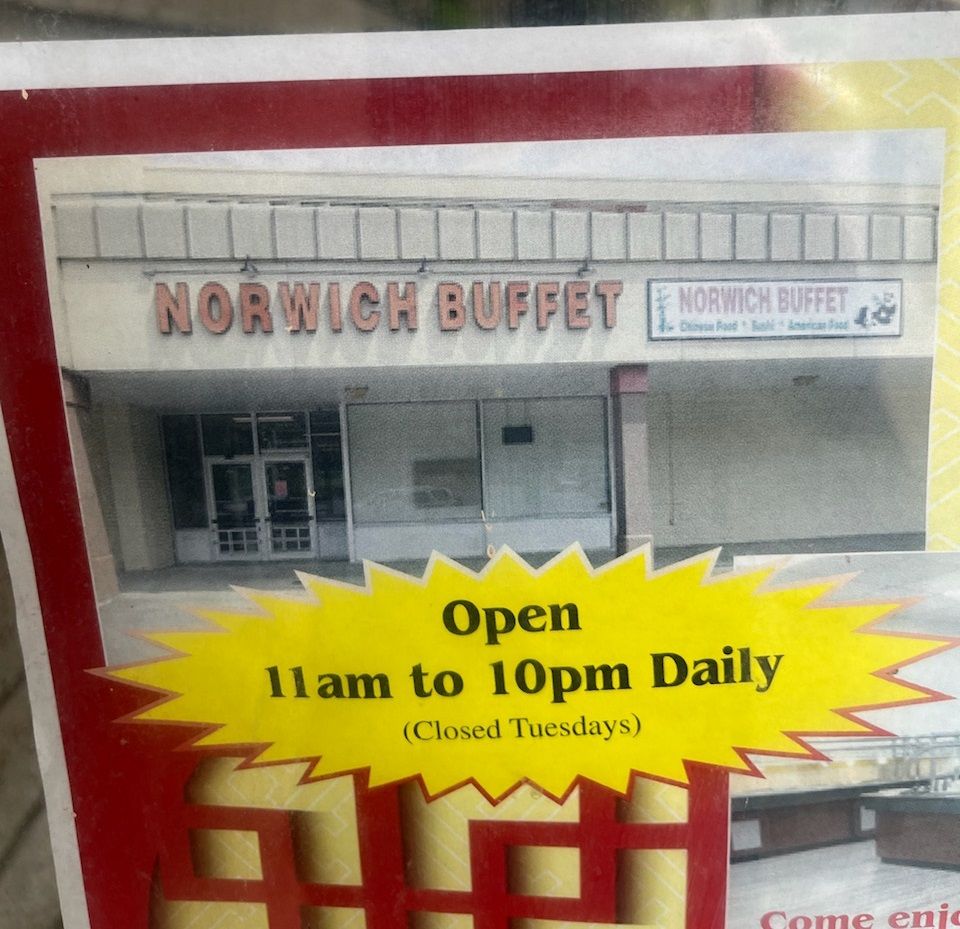 NORWICH BUFFET
NORWICH BUFFET
Chinese Food * Sushi * American Food
Open
11am to 10pm Daily
(Closed Tuesdays)
Come enjo